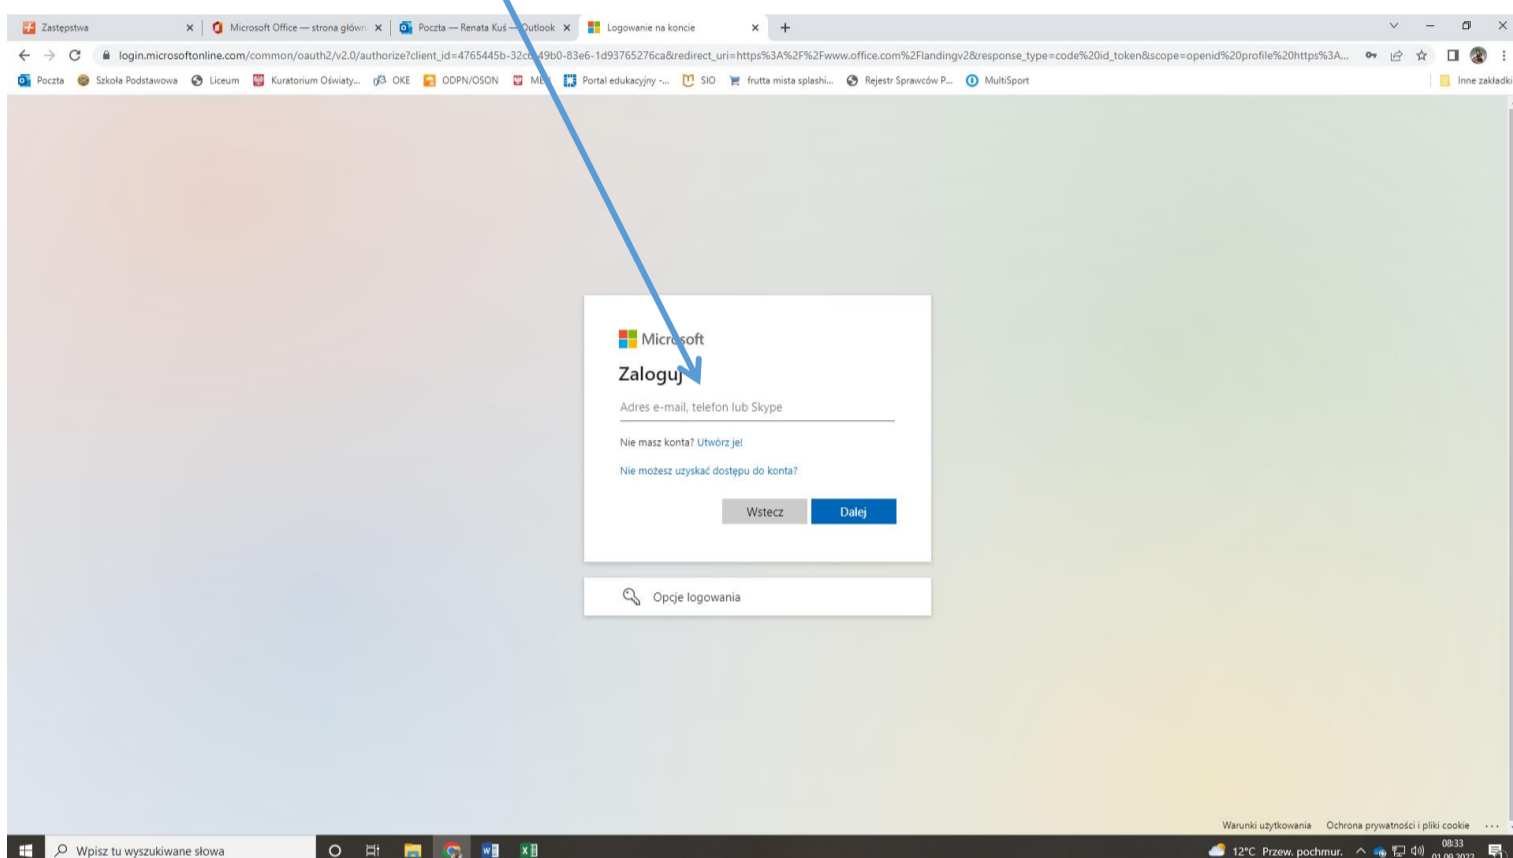 Zastępstwa
Microsoft Office — strona główn
Poczta — Renata Kuś — Outlook
Logowanie na koncie
login.microsoftonline.com/common/oauth2/v2.0/authorize?client_id=4765445b-32c6-49b0-83e6-1d93765276ca&redirect_uri=https%3A%2F%2Fwww.office.com%2Flandingv2&response_type=code%20id_token&scope=openid%20profile%20https%3A...
Poczta
Szkoła Podstawowa
Liceum
Kuratorium Oświaty...
OKE
ODPN/OSON
Portal edukacyjny -...
SIO
frutta mista splashi...
Rejestr Sprawców P...
MultiSport
Inne zakładki
Microsoft
Zaloguj
Adres e-mail, telefon lub Skype
Nie masz konta? Utwórz je!
Nie możesz uzyskać dostępu do konta?
Wstecz
Dalej
Opcje logowania
Warunki użytkowania
Ochrona prywatności i pliki cookie
...
Wpisz tu wyszukiwane słowa
12°C Przew. pochmur.
08:33
01.09.2022